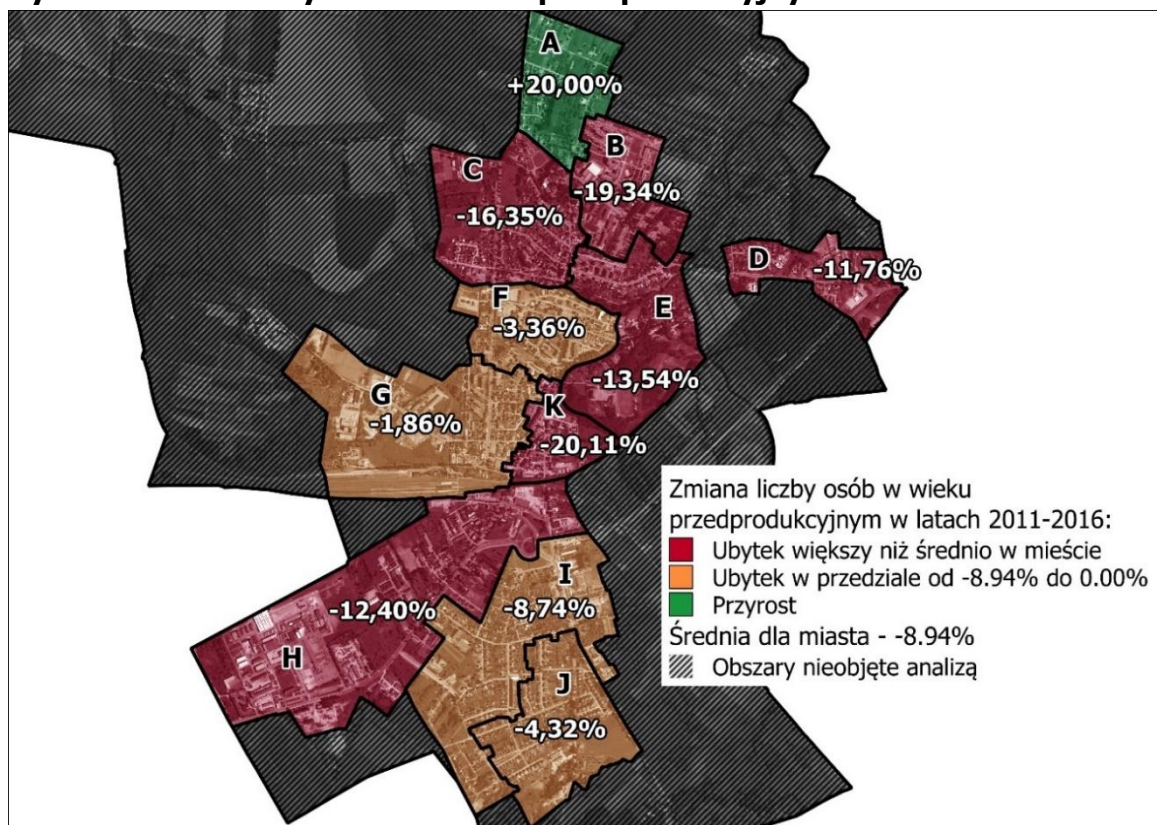 A
+20,00%
B
-19,34%
C
-16,35%
D
-11,76%
E
-13,54%
F
-3,36%
G
-1,86%
K
-20,11%
H
-12,40%
I
-8,74%
J
-4,32%
Zmiana liczby osób w wieku
przedprodukcyjnym w latach 2011-2016:
Ubytek większy niż średnio w mieście
Ubytek w przedziale od -8.94% do 0.00%
Przyrost
Średnia dla miasta - -8.94%
Obszary nieobjęte analizą